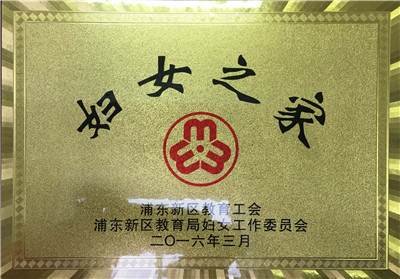 妇女之家
浦东新区教育工会
浦东新区教育局妇女工作委员会
二〇一六年三月